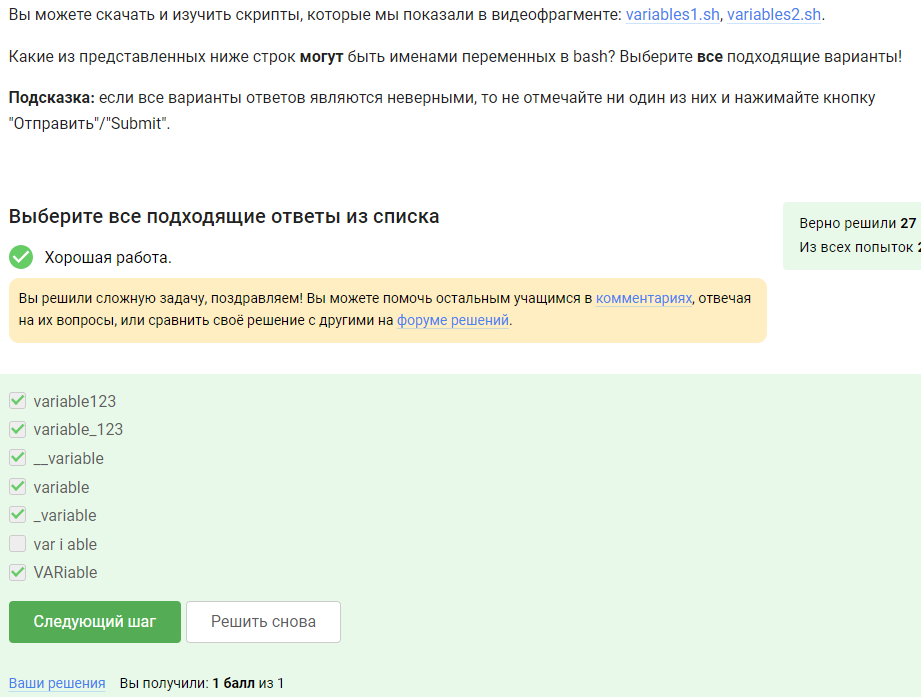 Вы можете скачать и изучить скрипты, которые мы показали в видеофрагменте: variables1.sh, variables2.sh.
Какие из представленных ниже строк могут быть именами переменных в bash? Выберите все подходящие варианты!
Подсказка: если все варианты ответов являются неверными, то не отмечайте ни один из них и нажимайте кнопку
"Отправить"/"Submit".
Выберите все подходящие ответы из списка
Верно решили 27
Из всех попыток
Хорошая работа.
Вы решили сложную задачу, поздравляем! Вы можете помочь остальным учащимся в комментариях, отвечая
на их вопросы, или сравнить своё решение с другими на форуме решений.
variable123
variable_123
__variable
variable
_variable
var i able
VARiable
Следующий шаг
Решить снова
Ваши решения Вы получили: 1 балл из 1